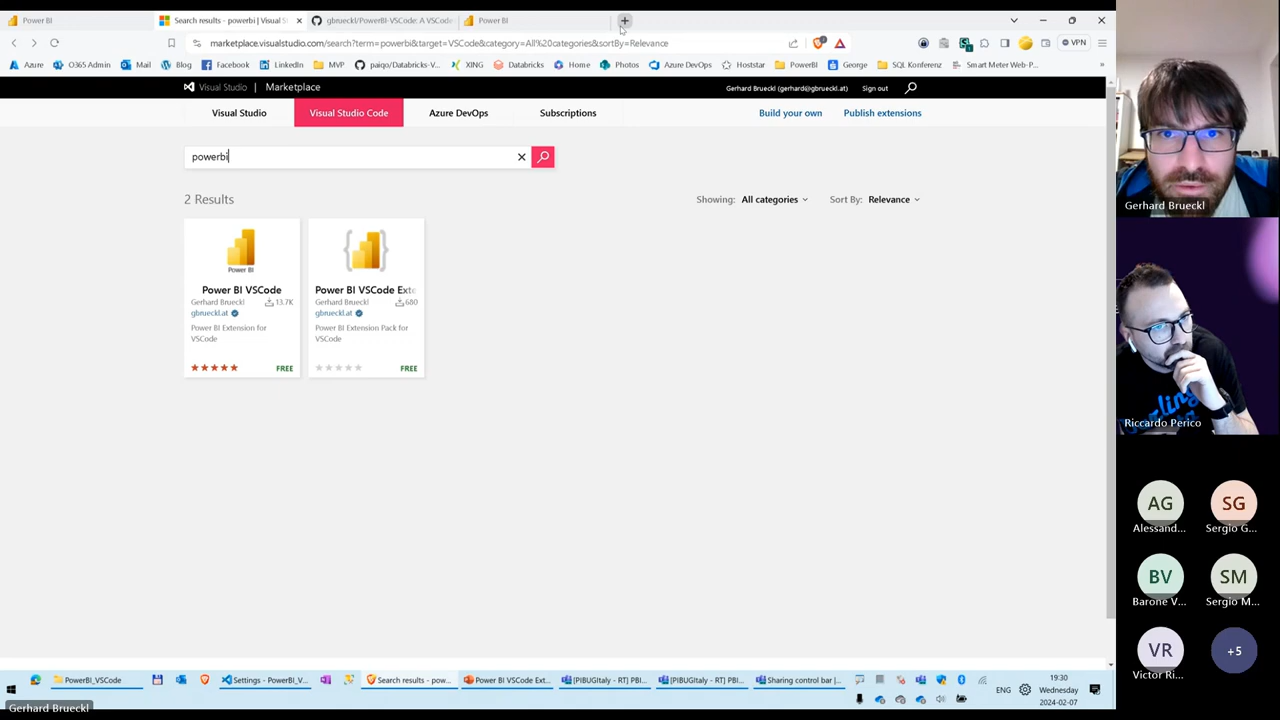 Power BI
Search results - powerbi | Visual S
gbrueckl/PowerBI-VSCode: A VSCode
Power BI
marketplace.visualstudio.com/search?term=powerbi&target=VSCode&category=All%20categories&sortBy=Relevance
VPN
Azure
O365 Admin
Mail
Blog
Facebook
LinkedIn
MVP
paiqo/Databricks-V...
XING
Databricks
Home
Photos
Azure DevOps
Hoststar
PowerBI
George
SQL Konferenz
Smart Meter Web-P...
Visual Studio | Marketplace
Gerhard Brueckl (gerhard@gbrueckl.at)
Sign out
Visual Studio
Visual Studio Code
Azure DevOps
Subscriptions
Build your own
Publish extensions
powerbi
2 Results
Showing: All categories
Sort By: Relevance
Power BI
Power BI VSCode
Gerhard Brueckl
13.7K
gbrueckl.at
Power BI Extension for
VSCode
FREE
Power BI VSCode Exte
Gerhard Brueckl
680
gbrueckl.at
Power BI Extension Pack for
VSCode
FREE
Gerhard Brueckl
Riccardo Perico
AG
Alessand...
SG
Sergio G...
BV
Barone V...
SM
Sergio M...
VR
Victor Ri...
+5
PowerBI_VSCode
Settings - PowerBI_V...
Search results - pow...
Power BI VSCode Ext...
[PIBUGItaly - RT] PBI...
[PIBUGItaly - RT] PBI...
Sharing control bar |...
ENG
19:30
Wednesday
2024-02-07
Gerhard Brueckl